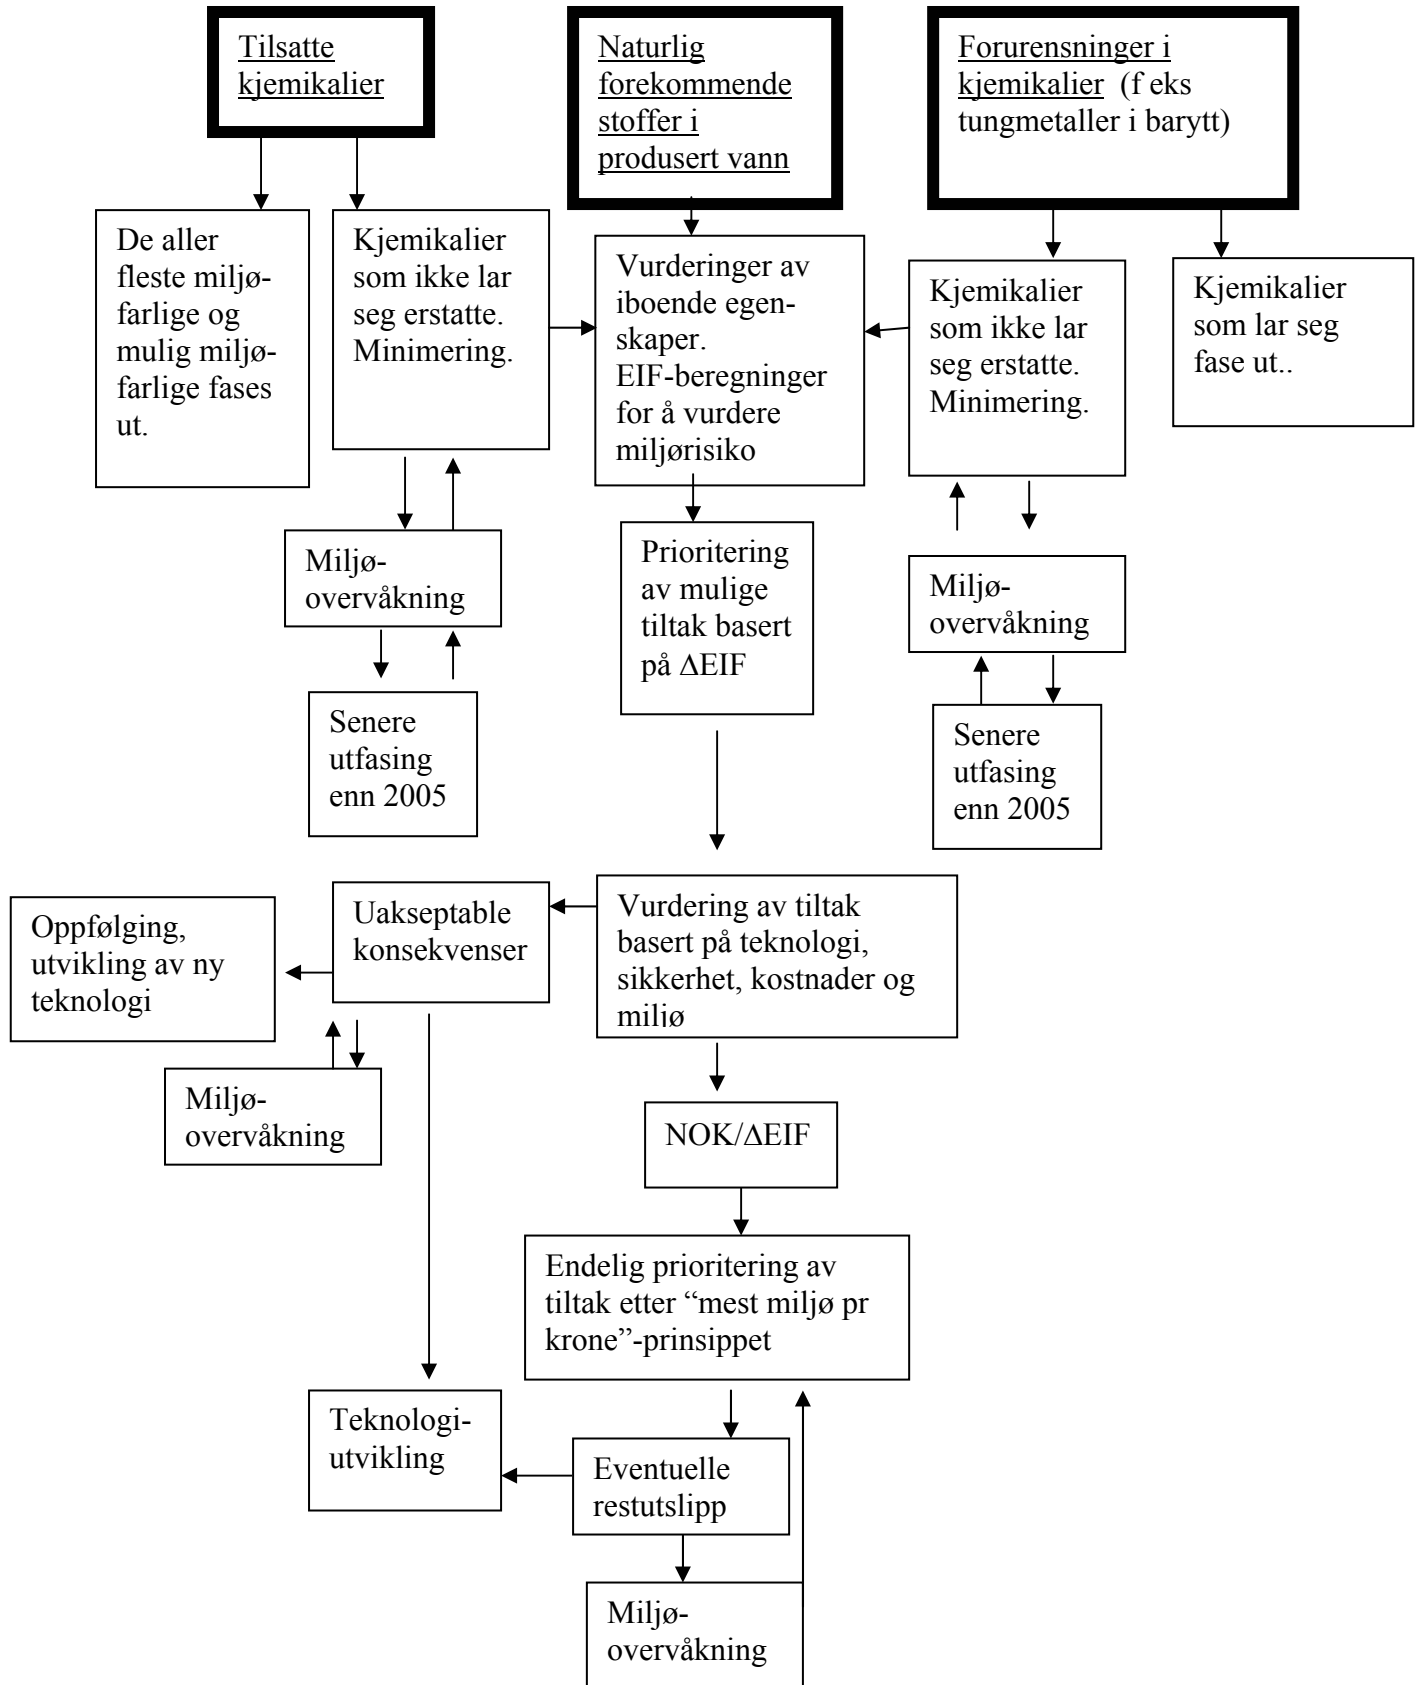 Tilsatte
kjemikalier
Naturlig
forekommende
stoffer i
produsert vann
Forurensninger i
kjemikalier (f eks
tungmetaller i barytt)
De aller
fleste miljø-
farlige og
mulig miljø-
farlige fases
ut.
Kjemikalier
som ikke lar
seg erstatte.
Minimering.
Vurderinger av
iboende egen-
skaper.
EIF-beregninger
for å vurdere
miljørisiko
Kjemikalier
som ikke lar
seg erstatte.
Minimering.
Kjemikalier
som lar seg
fase ut..
Miljø-
overvåkning
Prioritering
av mulige
tiltak basert
på ΔEIF
Miljø-
overvåkning
Senere
utfasing
enn 2005
Senere
utfasing
enn 2005
Oppfølging,
utvikling av ny
teknologi
Uakseptable
konsekvenser
Vurdering av tiltak
basert på teknologi,
sikkerhet, kostnader og
miljø
Miljø-
overvåkning
NOK/ΔEIF
Endelig prioritering av
tiltak etter “mest miljø pr
krone”-prinsippet
Teknologi-
utvikling
Eventuelle
restutslipp
Miljø-
overvåkning